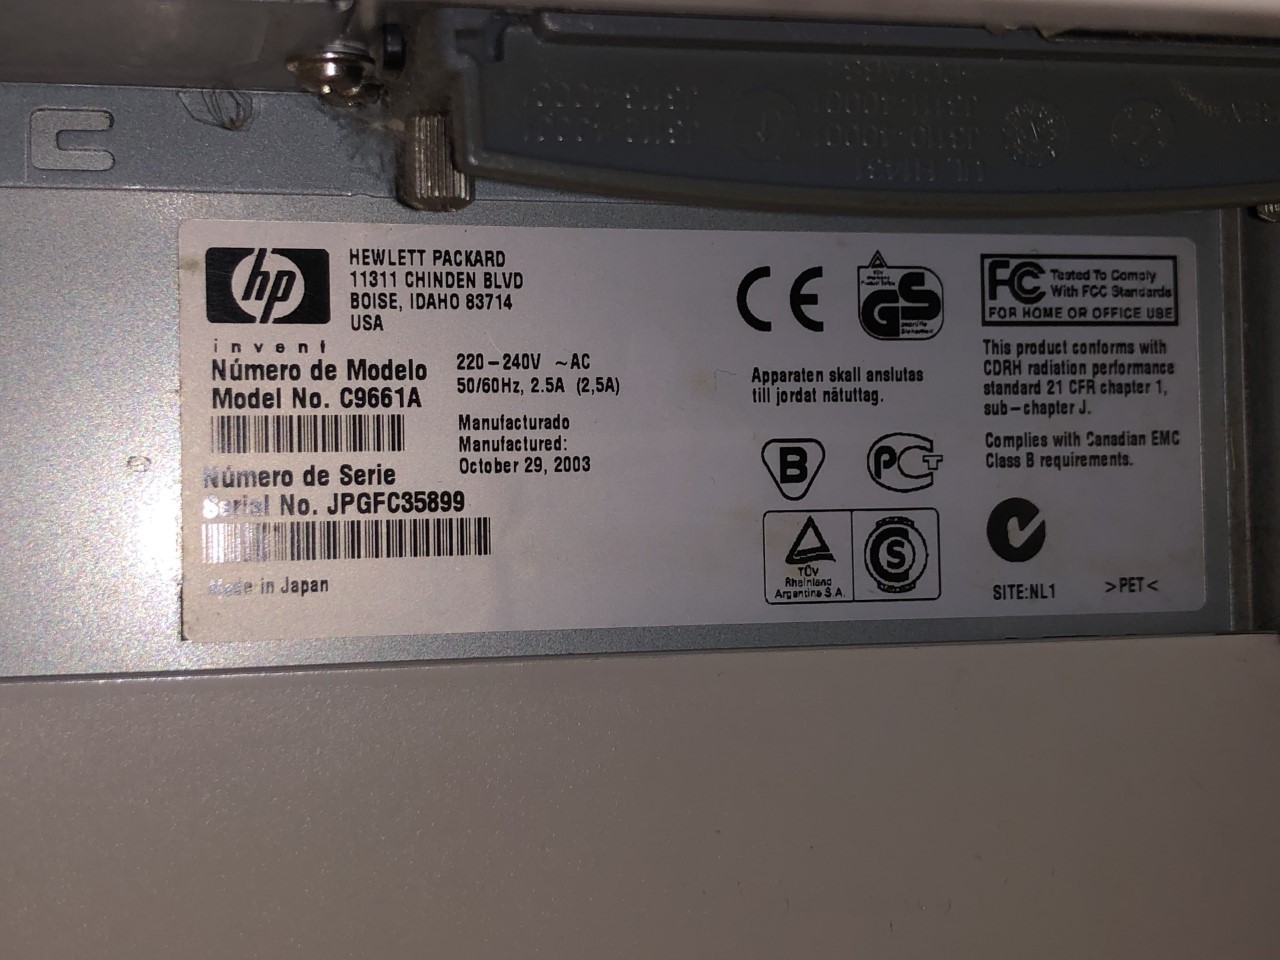 hp
invent
HEWLETT PACKARD
11311 CHINDEN BLVD
BOISE, IDAHO 83714
USA
Número de Modelo
Model No. C9661A
220-240V ~AC
50/60Hz, 2.5A (2,5A)
Manufacturado
Manufactured:
October 29, 2003
Número de Serie
Serial No. JPGFC35899
Made in Japan
CE
TÜV
GS
geprüfte
Sicherheit
Apparaten skall anslutas
till jordat nätuttag.
B
PCT
TÜV
Rheinland
Argentina S.A.
S
FC Tested To Comply
With FCC Standards
FOR HOME OR OFFICE USE
This product conforms with
CDRH radiation performance
standard 21 CFR chapter 1,
sub-chapter J.
Complies with Canadian EMC
Class B requirements.
SITE:NL1
>PET<